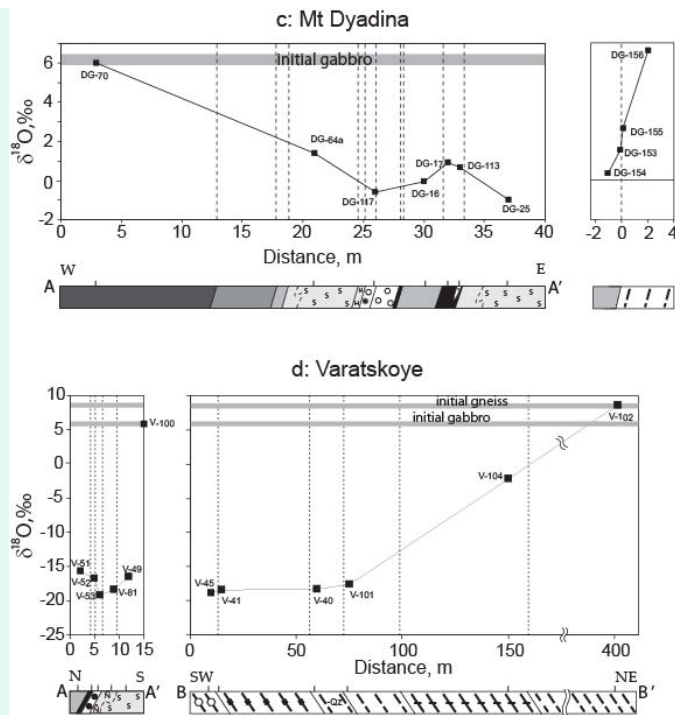 c: Mt Dyadina
6
4
2
0
-2
δ18O,‰
initial gabbro
DG-70
DG-64a
DG-117
DG-16
DG-17
DG-113
DG-25
0 5 10 15 20 25 30 35 40
Distance, m
DG-156
DG-155
DG-153
DG-154
-2 0 2 4
W E
A A'
S S S S S S
S S S S
d: Varatskoye
10
5
0
-5
-10
-15
-20
-25
δ18O,‰
initial gneiss
initial gabbro
V-100
V-51
V-52
V-53
V-81
V-49
0 5 10 15
V-45
V-41
V-40
V-101
V-104
V-102
0 50 100 150 400
Distance, m
N S
A A'
SW NE
B QZ B'